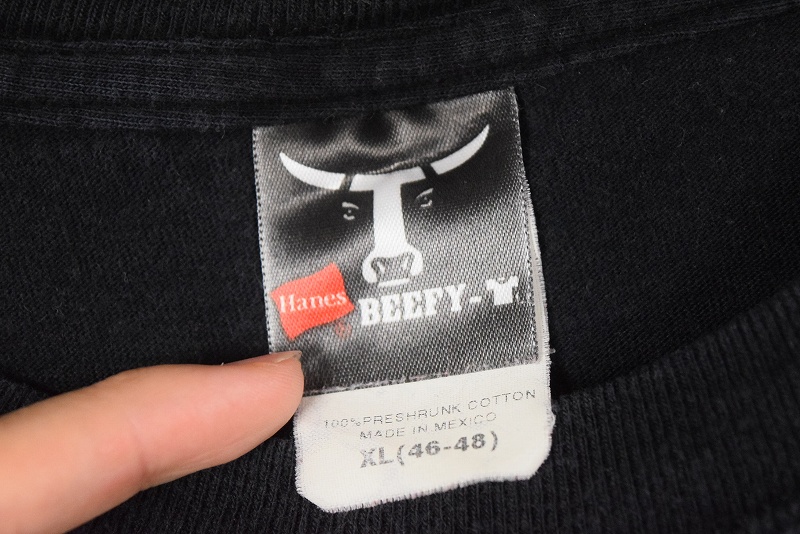 Hanes®
BEEFY-
100% PRESHRUNK COTTON
MADE IN MEXICO
XL(46-48)